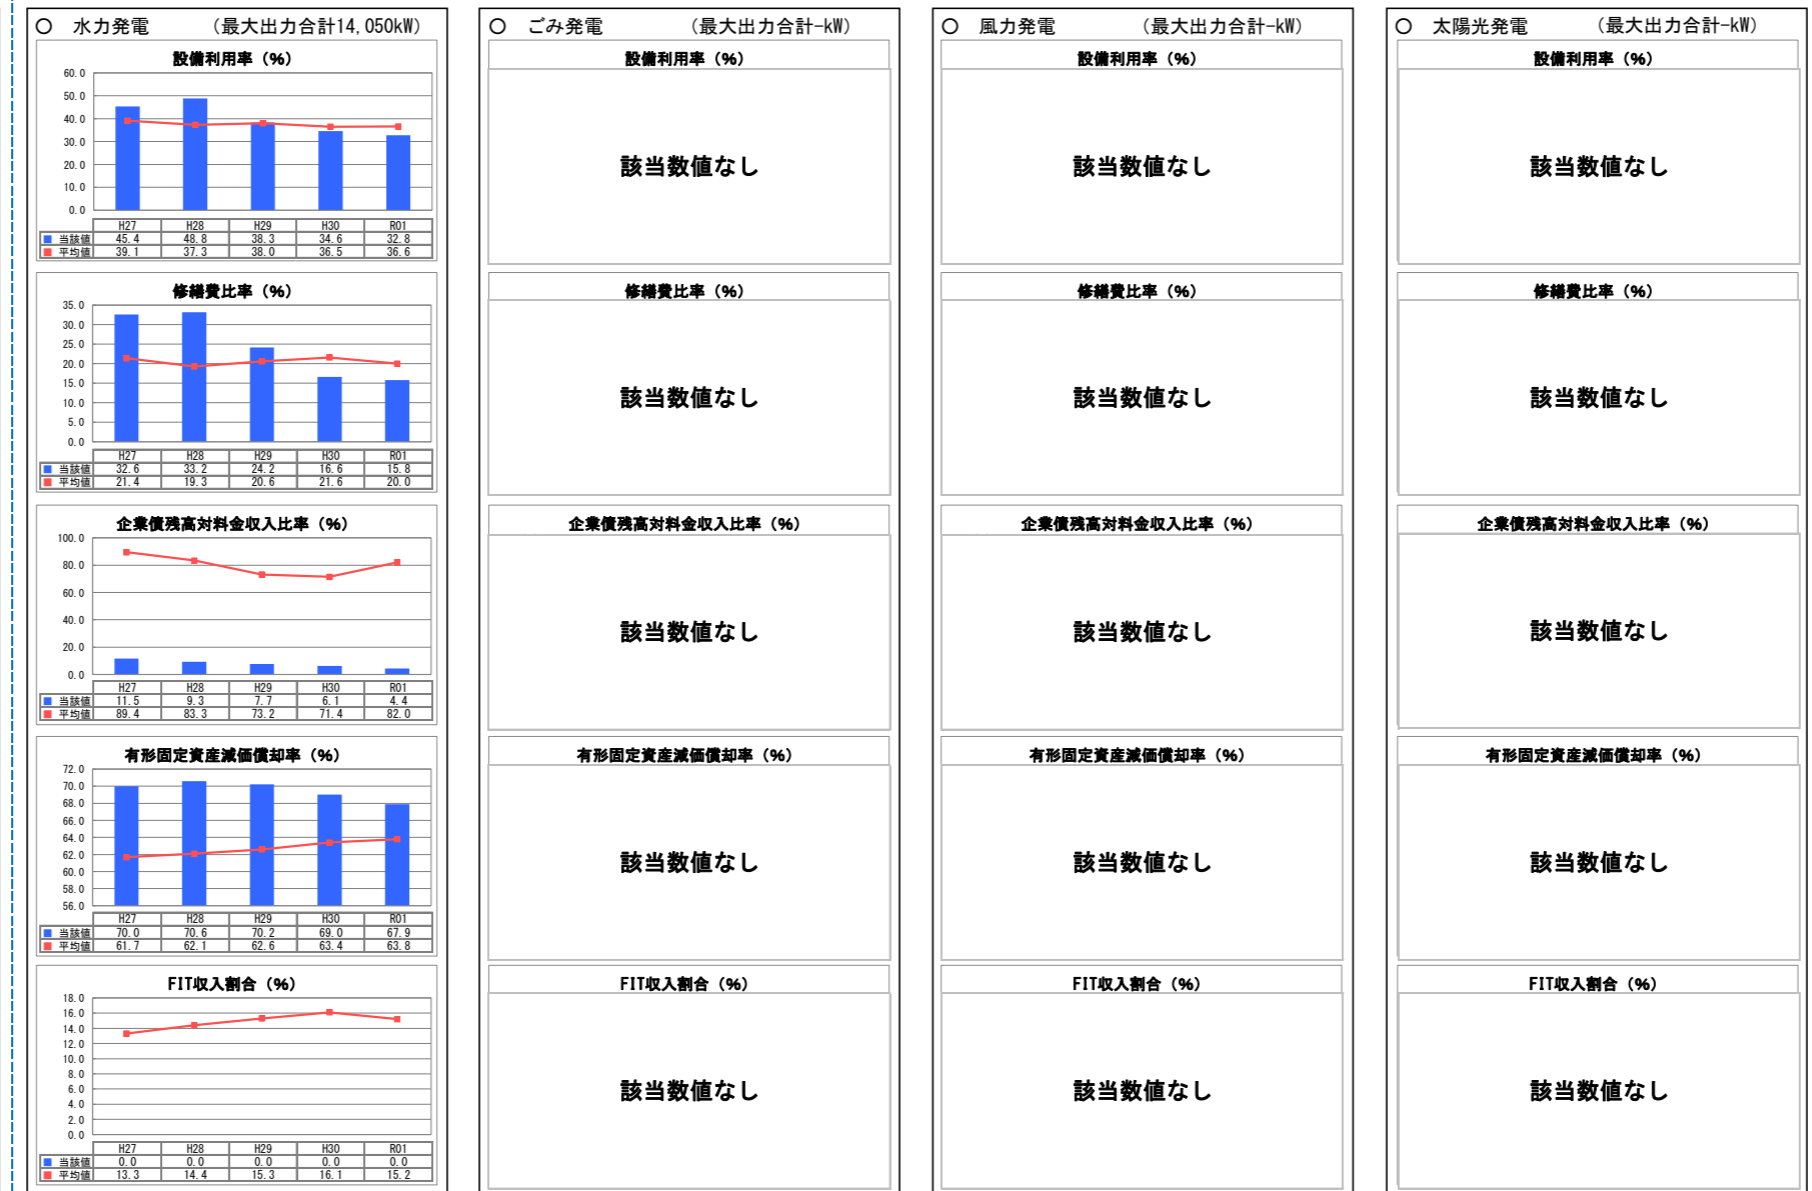 ○ 水力発電 (最大出力合計14,050kW)
設備利用率（%）
60.0
50.0
40.0
30.0
20.0
10.0
0.0
H27 H28 H29 H30 R01
当該値 45.4 48.8 38.3 34.6 32.8
平均値 39.1 37.3 38.0 36.5 36.6
修繕費比率（%）
35.0
30.0
25.0
20.0
15.0
10.0
5.0
0.0
H27 H28 H29 H30 R01
当該値 32.6 33.2 24.2 16.6 15.8
平均値 21.4 19.3 20.6 21.6 20.0
企業債残高対料金収入比率（%）
100.0
80.0
60.0
40.0
20.0
0.0
H27 H28 H29 H30 R01
当該値 11.5 9.3 7.7 6.1 4.4
平均値 89.4 83.3 73.2 71.4 82.0
有形固定資産減価償却率（%）
72.0
70.0
68.0
66.0
64.0
62.0
60.0
58.0
56.0
H27 H28 H29 H30 R01
当該値 70.0 70.6 70.2 69.0 67.9
平均値 61.7 62.1 62.6 63.4 63.8
FIT収入割合（%）
18.0
16.0
14.0
12.0
10.0
8.0
6.0
4.0
2.0
0.0
H27 H28 H29 H30 R01
当該値 0.0 0.0 0.0 0.0 0.0
平均値 13.3 14.4 15.3 16.1 15.2
○ ごみ発電 (最大出力合計-kW)
設備利用率（%）
該当数値なし
修繕費比率（%）
該当数値なし
企業債残高対料金収入比率（%）
該当数値なし
有形固定資産減価償却率（%）
該当数値なし
FIT収入割合（%）
該当数値なし
○ 風力発電 (最大出力合計-kW)
設備利用率（%）
該当数値なし
修繕費比率（%）
該当数値なし
企業債残高対料金収入比率（%）
該当数値なし
有形固定資産減価償却率（%）
該当数値なし
FIT収入割合（%）
該当数値なし
○ 太陽光発電 (最大出力合計-kW)
設備利用率（%）
該当数値なし
修繕費比率（%）
該当数値なし
企業債残高対料金収入比率（%）
該当数値なし
有形固定資産減価償却率（%）
該当数値なし
FIT収入割合（%）
該当数値なし